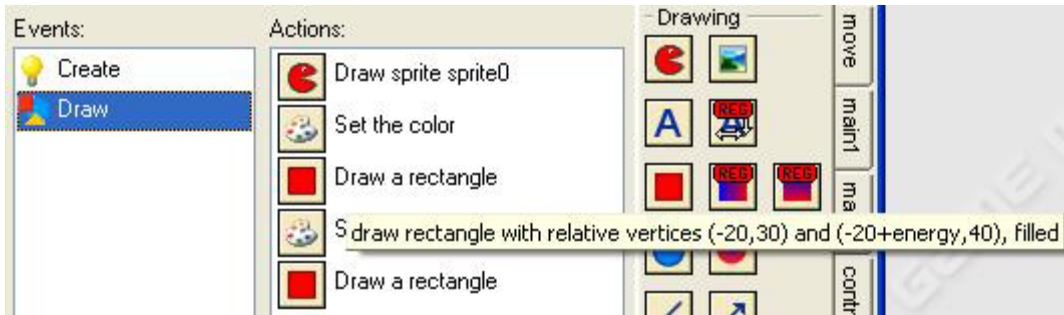 Events:
Create
Draw
Actions:
Draw sprite sprite0
Set the color
Draw a rectangle
S
Draw a rectangle
draw rectangle with relative vertices (-20,30) and (-20+energy,40), filled
Drawing
A
REG
REG
REG
move
main1
ma
contr
GAME